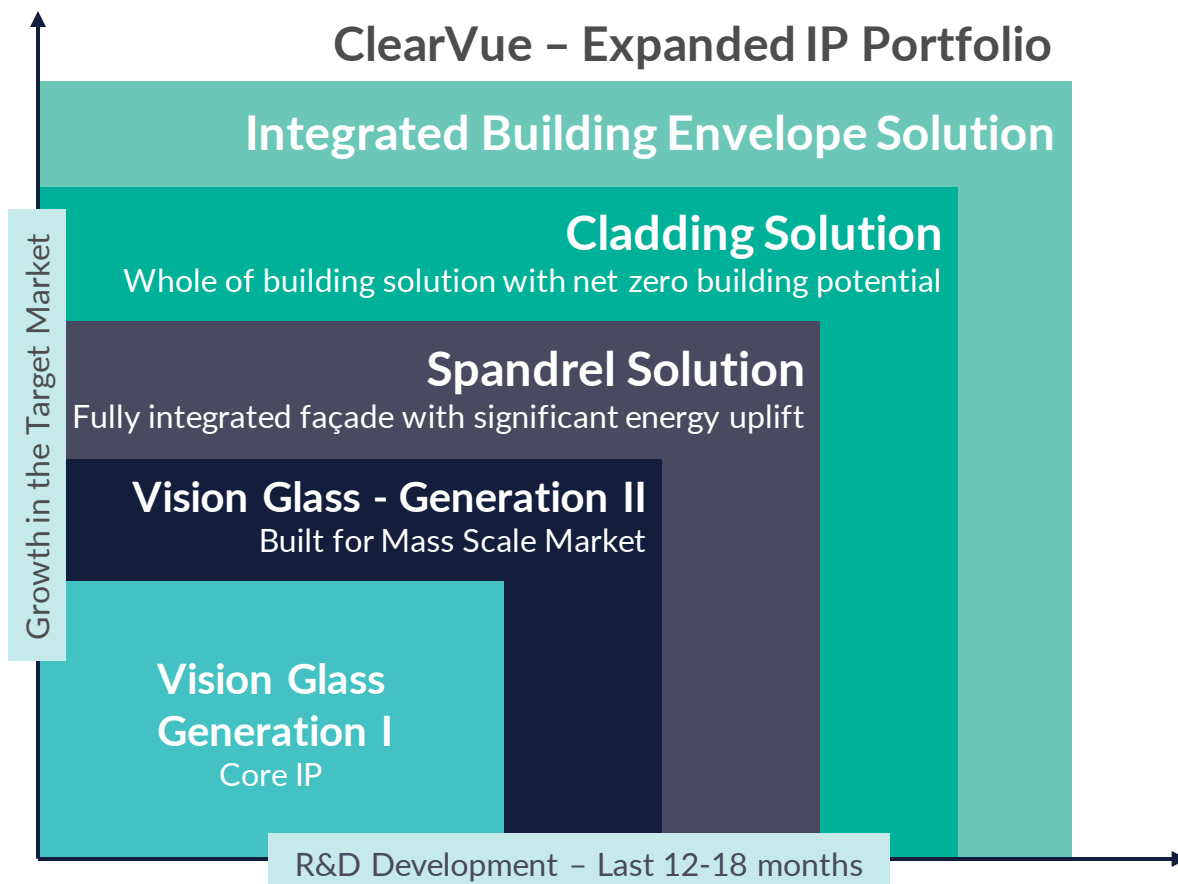 ClearVue – Expanded IP Portfolio
Integrated Building Envelope Solution
Cladding Solution
Whole of building solution with net zero building potential
Spandrel Solution
Fully integrated façade with significant energy uplift
Vision Glass - Generation II
Built for Mass Scale Market
Vision Glass
Generation I
Core IP
Growth in the Target Market
R&D Development – Last 12-18 months